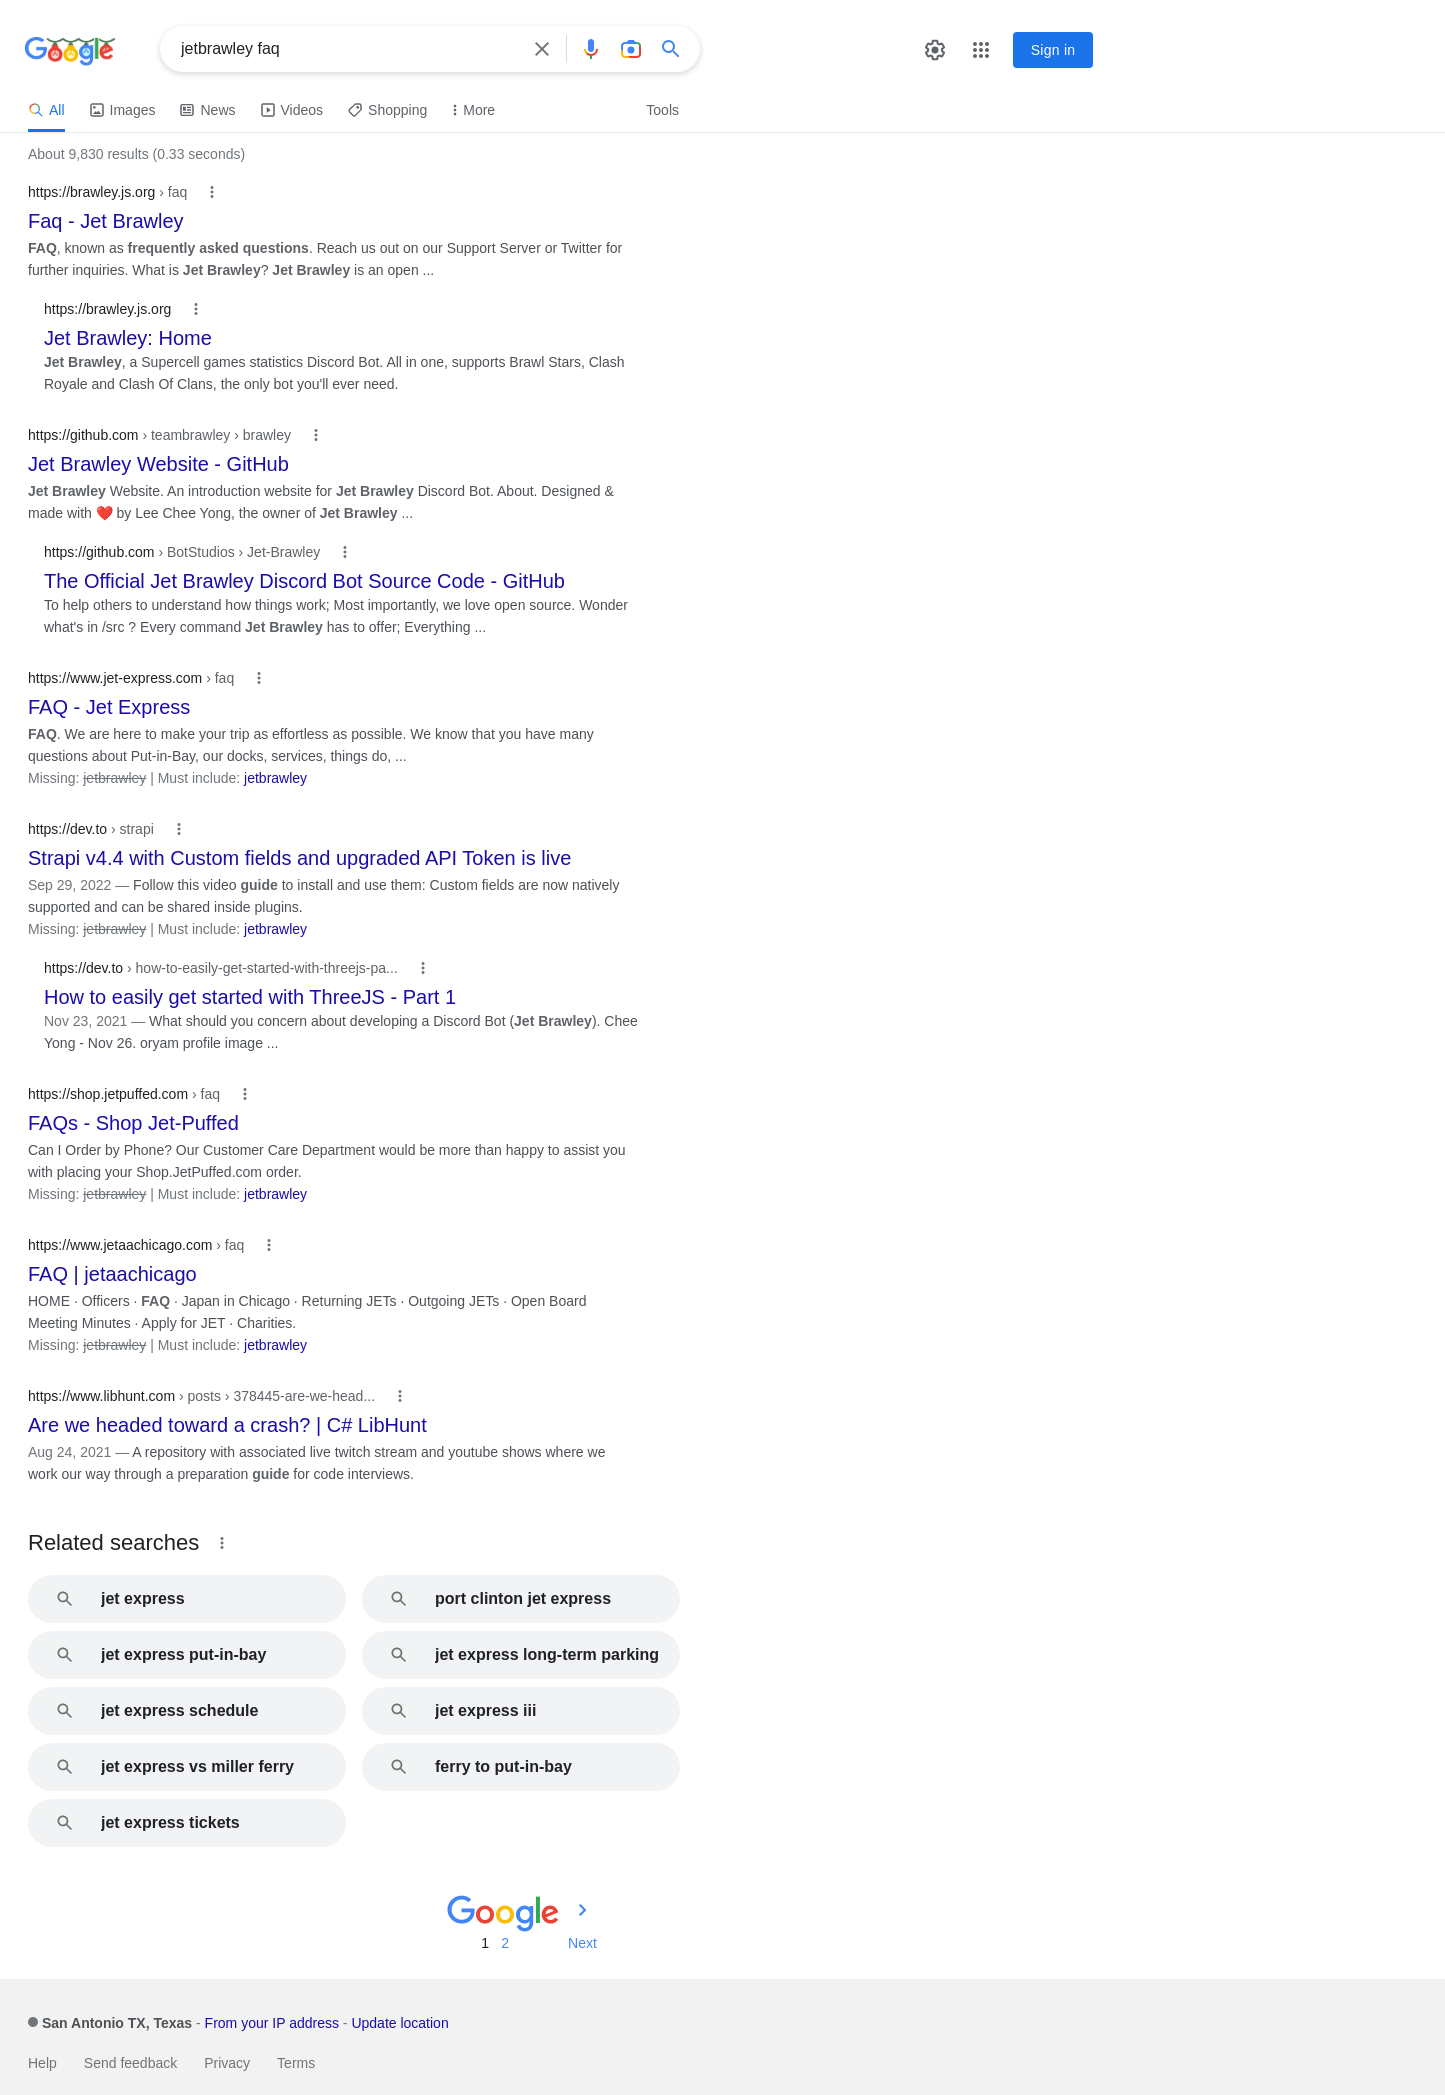 Google
jetbrawley faq
Sign in
All Images News Videos Shopping More Tools
About 9,830 results (0.33 seconds)
https://brawley.js.org › faq
Faq - Jet Brawley
FAQ, known as frequently asked questions. Reach us out on our Support Server or Twitter for
further inquiries. What is Jet Brawley? Jet Brawley is an open ...
https://brawley.js.org
Jet Brawley: Home
Jet Brawley, a Supercell games statistics Discord Bot. All in one, supports Brawl Stars, Clash
Royale and Clash Of Clans, the only bot you'll ever need.
https://github.com › teambrawley › brawley
Jet Brawley Website - GitHub
Jet Brawley Website. An introduction website for Jet Brawley Discord Bot. About. Designed &
made with ❤️ by Lee Chee Yong, the owner of Jet Brawley ...
https://github.com › BotStudios › Jet-Brawley
The Official Jet Brawley Discord Bot Source Code - GitHub
To help others to understand how things work; Most importantly, we love open source. Wonder
what's in /src ? Every command Jet Brawley has to offer; Everything ...
https://www.jet-express.com › faq
FAQ - Jet Express
FAQ. We are here to make your trip as effortless as possible. We know that you have many
questions about Put-in-Bay, our docks, services, things do, ...
Missing: jetbrawley | Must include: jetbrawley
https://dev.to › strapi
Strapi v4.4 with Custom fields and upgraded API Token is live
Sep 29, 2022 — Follow this video guide to install and use them: Custom fields are now natively
supported and can be shared inside plugins.
Missing: jetbrawley | Must include: jetbrawley
https://dev.to › how-to-easily-get-started-with-threejs-pa...
How to easily get started with ThreeJS - Part 1
Nov 23, 2021 — What should you concern about developing a Discord Bot (Jet Brawley). Chee
Yong - Nov 26. oryam profile image ...
https://shop.jetpuffed.com › faq
FAQs - Shop Jet-Puffed
Can I Order by Phone? Our Customer Care Department would be more than happy to assist you
with placing your Shop.JetPuffed.com order.
Missing: jetbrawley | Must include: jetbrawley
https://www.jetaachicago.com › faq
FAQ | jetaachicago
HOME · Officers · FAQ · Japan in Chicago · Returning JETs · Outgoing JETs · Open Board
Meeting Minutes · Apply for JET · Charities.
Missing: jetbrawley | Must include: jetbrawley
https://www.libhunt.com › posts › 378445-are-we-head...
Are we headed toward a crash? | C# LibHunt
Aug 24, 2021 — A repository with associated live twitch stream and youtube shows where we
work our way through a preparation guide for code interviews.
Related searches
jet express
port clinton jet express
jet express put-in-bay
jet express long-term parking
jet express schedule
jet express iii
jet express vs miller ferry
ferry to put-in-bay
jet express tickets
Google
1 2 Next
San Antonio TX, Texas - From your IP address - Update location
Help Send feedback Privacy Terms